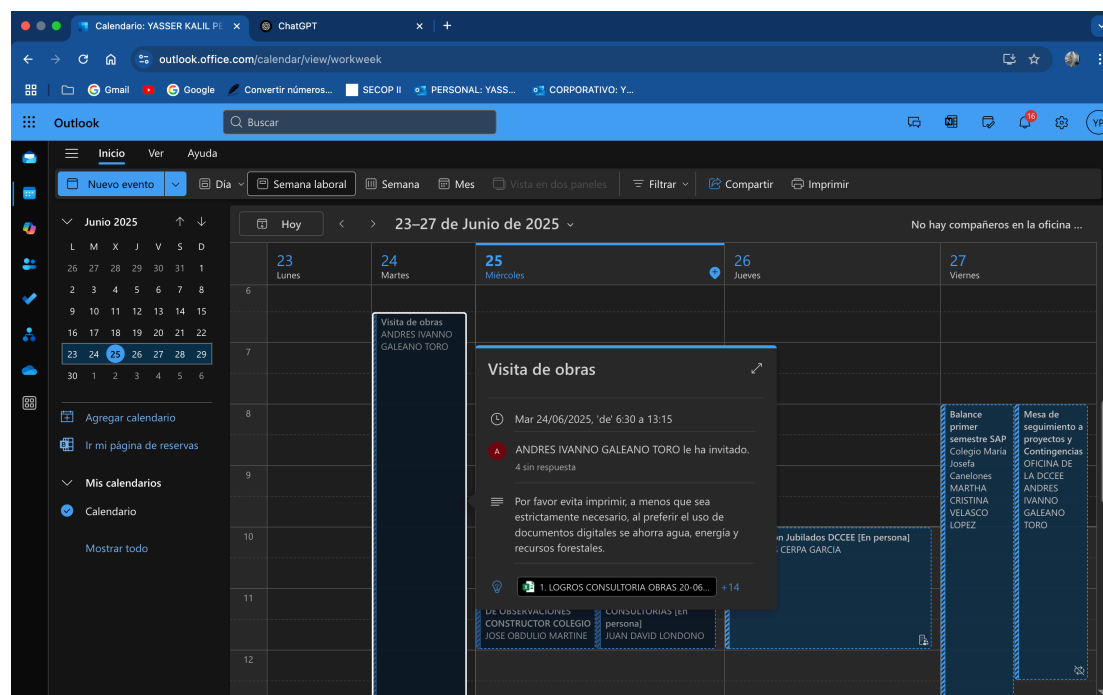 Calendario: YASSER KALIL PE
ChatGPT
outlook.office.com/calendar/view/workweek
Gmail
Google
Convertir números...
SECOP II
PERSONAL: YASS...
CORPORATIVO: Y...
Outlook
Buscar
16
YP
Inicio Ver Ayuda
Nuevo evento
Día
Semana laboral
Semana
Mes
Vista en dos paneles
Filtrar
Compartir
Imprimir
Junio 2025
L M X J V S D
26 27 28 29 30 31 1
2 3 4 5 6 7 8
9 10 11 12 13 14 15
16 17 18 19 20 21 22
23 24 25 26 27 28 29
30 1 2 3 4 5 6
Agregar calendario
Ir mi página de reservas
Mis calendarios
Calendario
Mostrar todo
Hoy
23–27 de Junio de 2025
No hay compañeros en la oficina ...
23
Lunes
24
Martes
25
Miércoles
26
Jueves
27
Viernes
6
7
8
9
10
11
12
Visita de obras
ANDRES IVANNO
GALEANO TORO
Visita de obras
Mar 24/06/2025, 'de' 6:30 a 13:15
A
ANDRES IVANNO GALEANO TORO le ha invitado.
4 sin respuesta
Por favor evita imprimir, a menos que sea
estrictamente necesario, al preferir el uso de
documentos digitales se ahorra agua, energía y
recursos forestales.
1. LOGROS CONSULTORIA OBRAS 20-06...
+14
DE OBSERVACIONES
CONSTRUCTOR COLEGIO
JOSE OBDULIO MARTINE
CONSULTORIAS [En
persona]
JUAN DAVID LONDONO
n Jubilados DCCEE [En persona]
CERPA GARCIA
Balance
primer
semestre SAP
Colegio María
Josefa
Canelones
MARTHA
CRISTINA
VELASCO
LOPEZ
Mesa de
seguimiento a
proyectos y
Contingencias
OFICINA DE
LA DCCEE
ANDRES
IVANNO
GALEANO
TORO